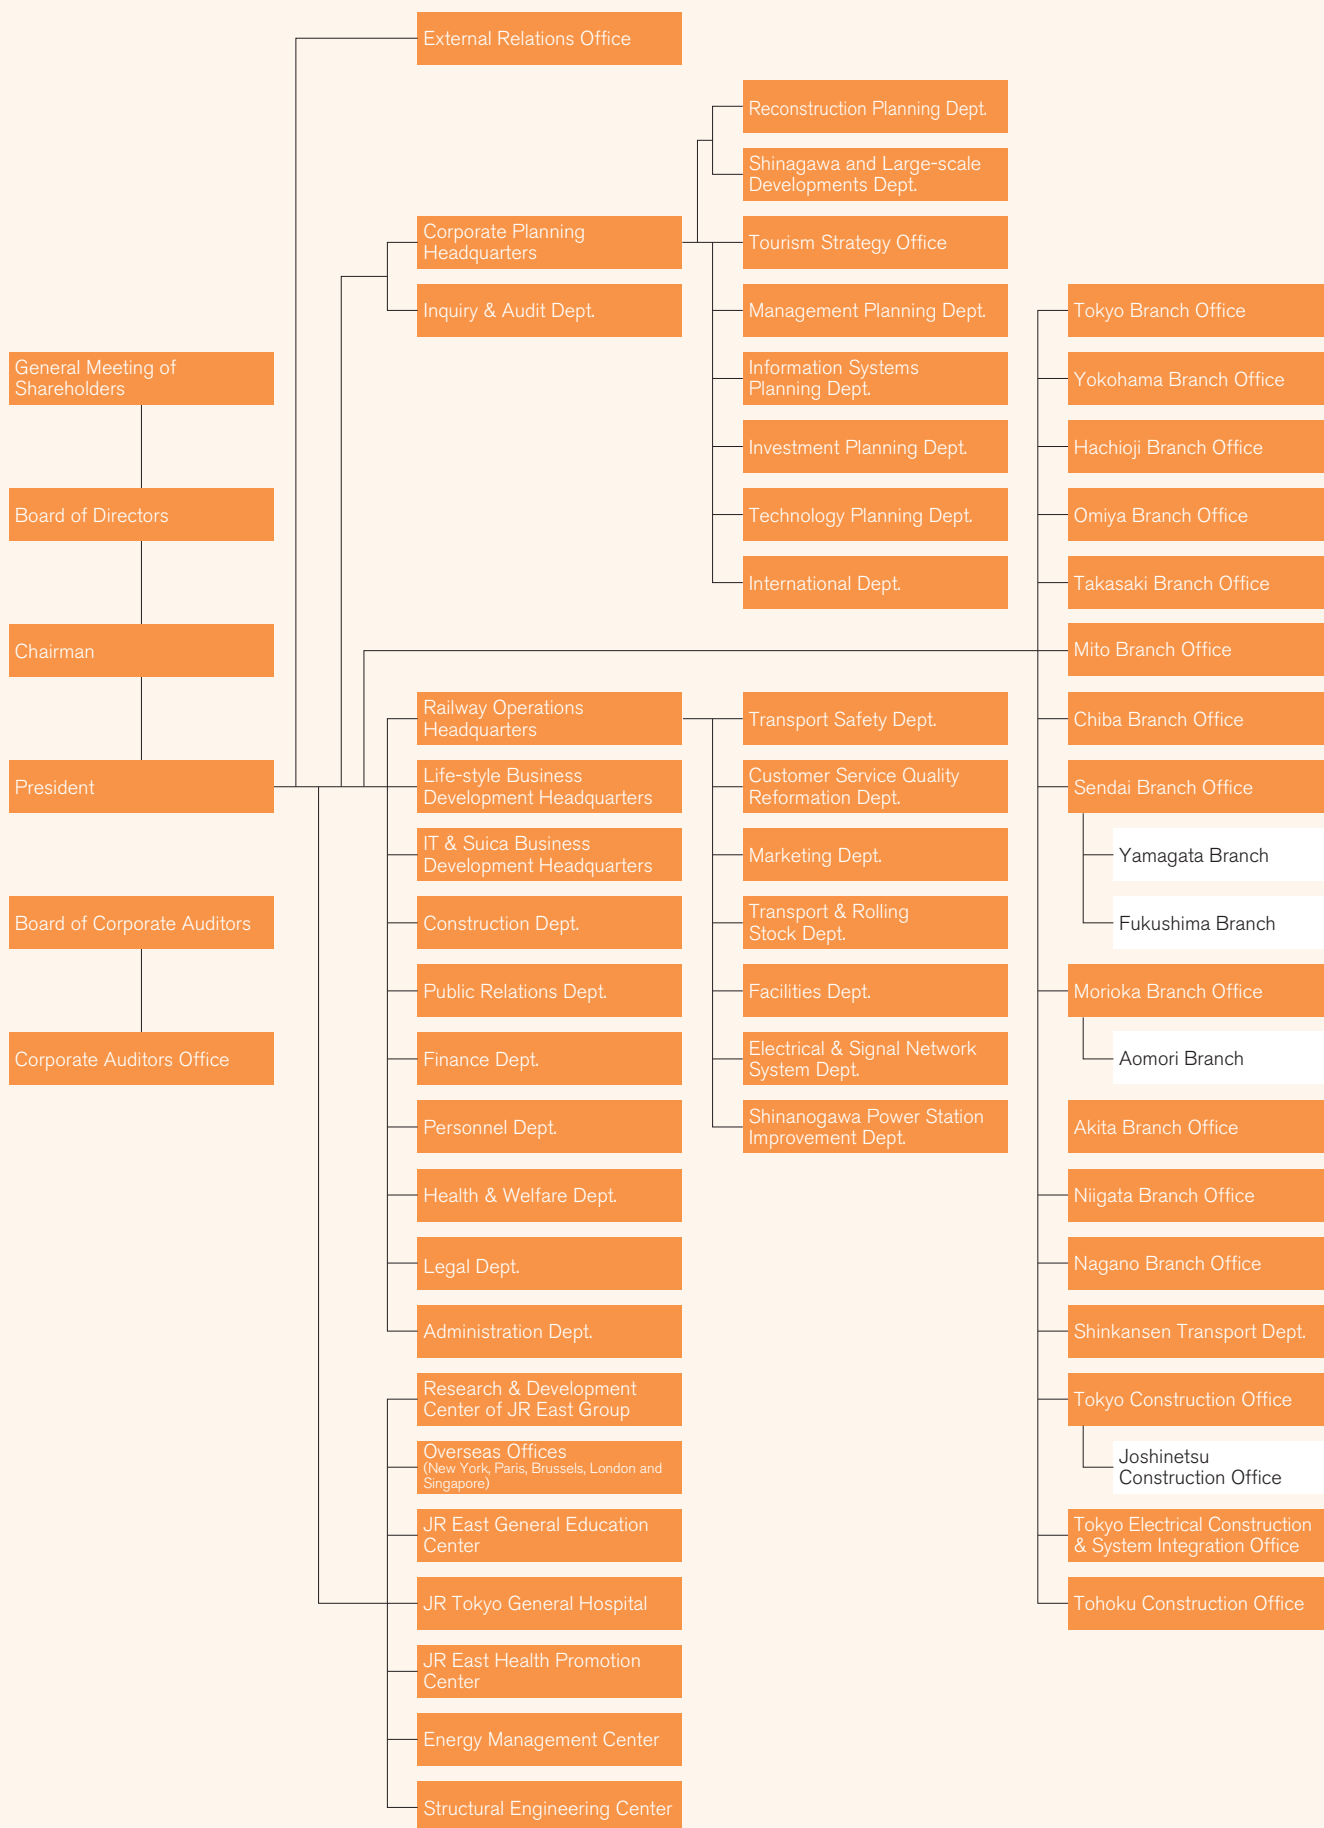 External Relations Office
Reconstruction Planning Dept.
Shinagawa and Large-scale
Developments Dept.
Corporate Planning
Headquarters
Tourism Strategy Office
Inquiry & Audit Dept.
Management Planning Dept.
Tokyo Branch Office
General Meeting of
Shareholders
Information Systems
Planning Dept.
Yokohama Branch Office
Investment Planning Dept.
Hachioji Branch Office
Board of Directors
Technology Planning Dept.
Omiya Branch Office
International Dept.
Takasaki Branch Office
Chairman
Mito Branch Office
Railway Operations
Headquarters
Transport Safety Dept.
Chiba Branch Office
President
Life-style Business
Development Headquarters
Customer Service Quality
Reformation Dept.
Sendai Branch Office
IT & Suica Business
Development Headquarters
Marketing Dept.
Yamagata Branch
Board of Corporate Auditors
Construction Dept.
Transport & Rolling
Stock Dept.
Fukushima Branch
Public Relations Dept.
Facilities Dept.
Morioka Branch Office
Corporate Auditors Office
Finance Dept.
Electrical & Signal Network
System Dept.
Aomori Branch
Personnel Dept.
Shinanogawa Power Station
Improvement Dept.
Akita Branch Office
Health & Welfare Dept.
Niigata Branch Office
Legal Dept.
Nagano Branch Office
Administration Dept.
Shinkansen Transport Dept.
Research & Development
Center of JR East Group
Tokyo Construction Office
Overseas Offices
(New York, Paris, Brussels, London and
Singapore)
Joshinetsu
Construction Office
JR East General Education
Center
Tokyo Electrical Construction
& System Integration Office
JR Tokyo General Hospital
Tohoku Construction Office
JR East Health Promotion
Center
Energy Management Center
Structural Engineering Center